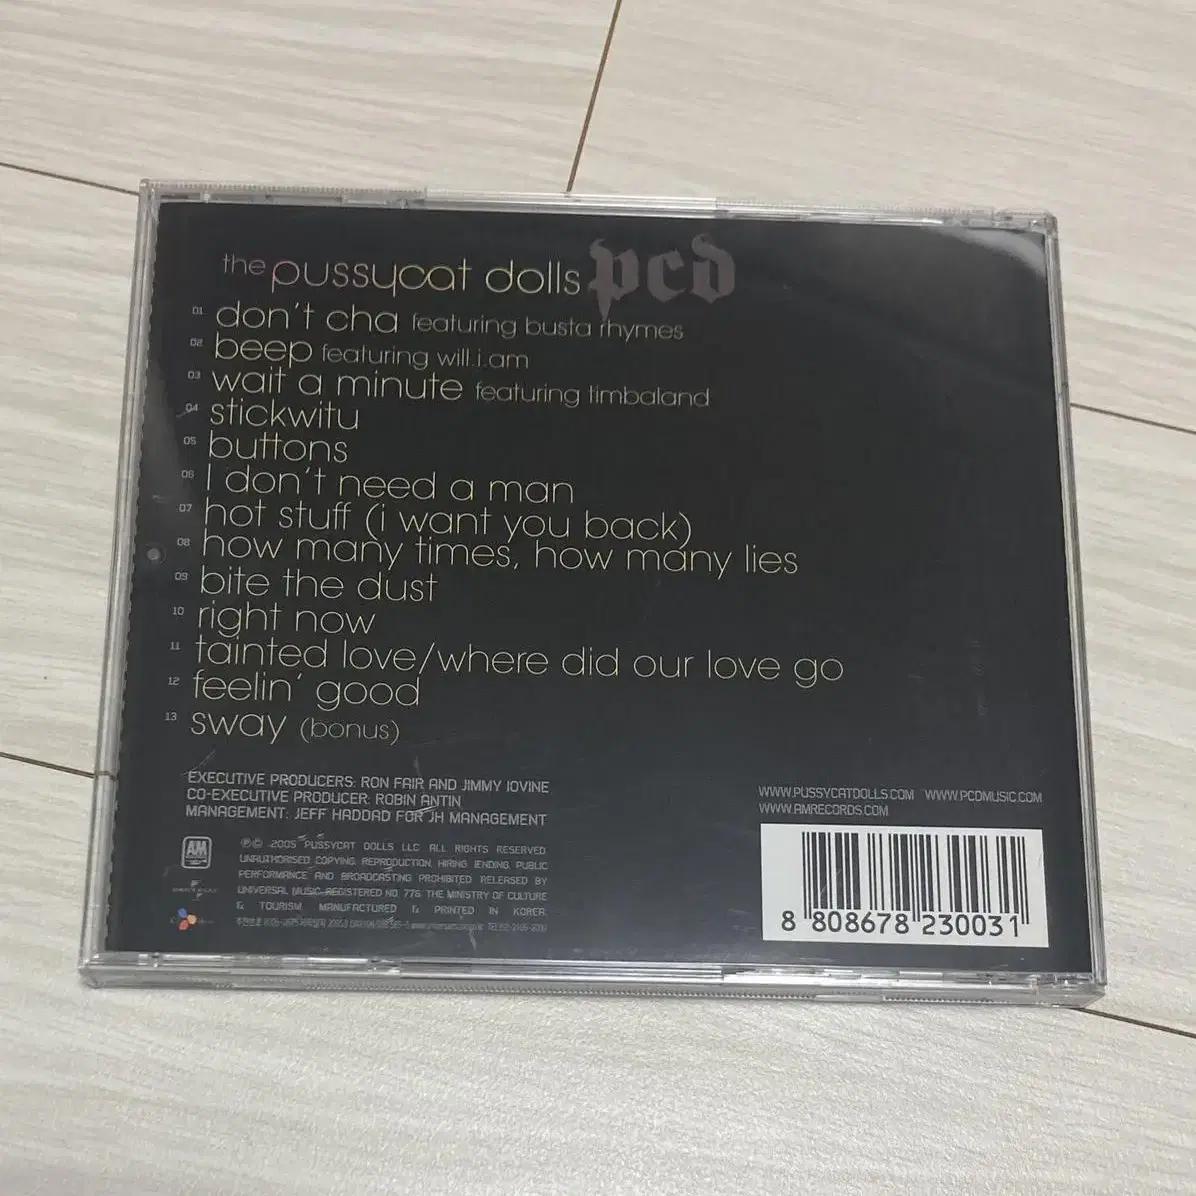 the pussycat dolls pcd
01 don't cha featuring busta rhymes
02 beep featuring will.i.am
03 wait a minute featuring timbaland
04 stickwitu
05 buttons
06 I don't need a man
07 hot stuff (i want you back)
08 how many times, how many lies
09 bite the dust
10 right now
11 tainted love/where did our love go
12 feelin' good
13 sway (bonus)
EXECUTIVE PRODUCERS: RON FAIR AND JIMMY IOVINE
CO-EXECUTIVE PRODUCER: ROBIN ANTIN
MANAGEMENT: JEFF HADDAD FOR JH MANAGEMENT
WWW.PUSSYCATDOLLS.COM WWW.PCDMUSIC.COM
WWW.AMRECORDS.COM
AM
℗© 2005 PUSSYCAT DOLLS LLC. ALL RIGHTS RESERVED.
UNAUTHORISED COPYING, REPRODUCTION, HIRING, LENDING, PUBLIC
PERFORMANCE AND BROADCASTING PROHIBITED. RELEASED BY
UNIVERSAL MUSIC. REGISTERED NO. 776. THE MINISTRY OF CULTURE
& TOURISM MANUFACTURED & PRINTED IN KOREA.
8 808678 230031